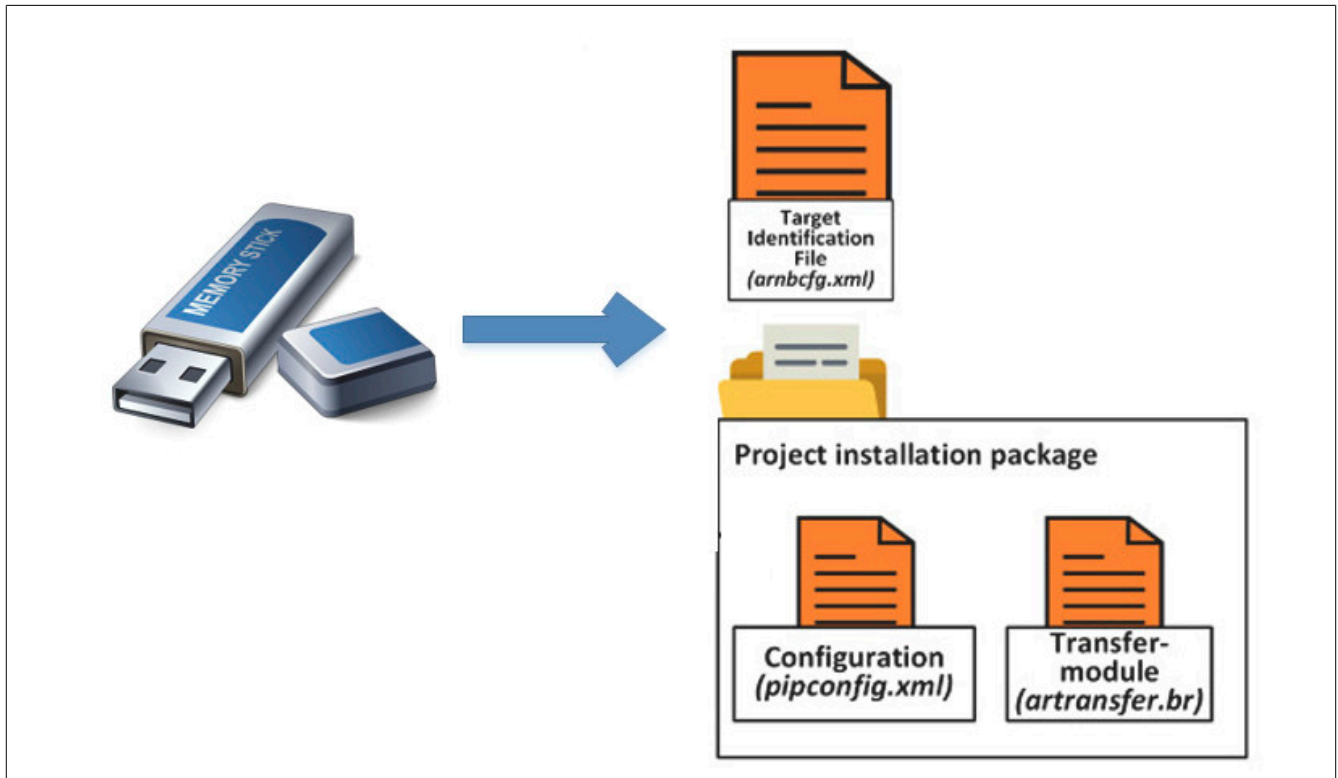 MEMORY STICK
Target
Identification
File
(arnbcfg.xml)
Project installation package
Configuration
(pipconfig.xml)
Transfer-
module
(artransfer.br)